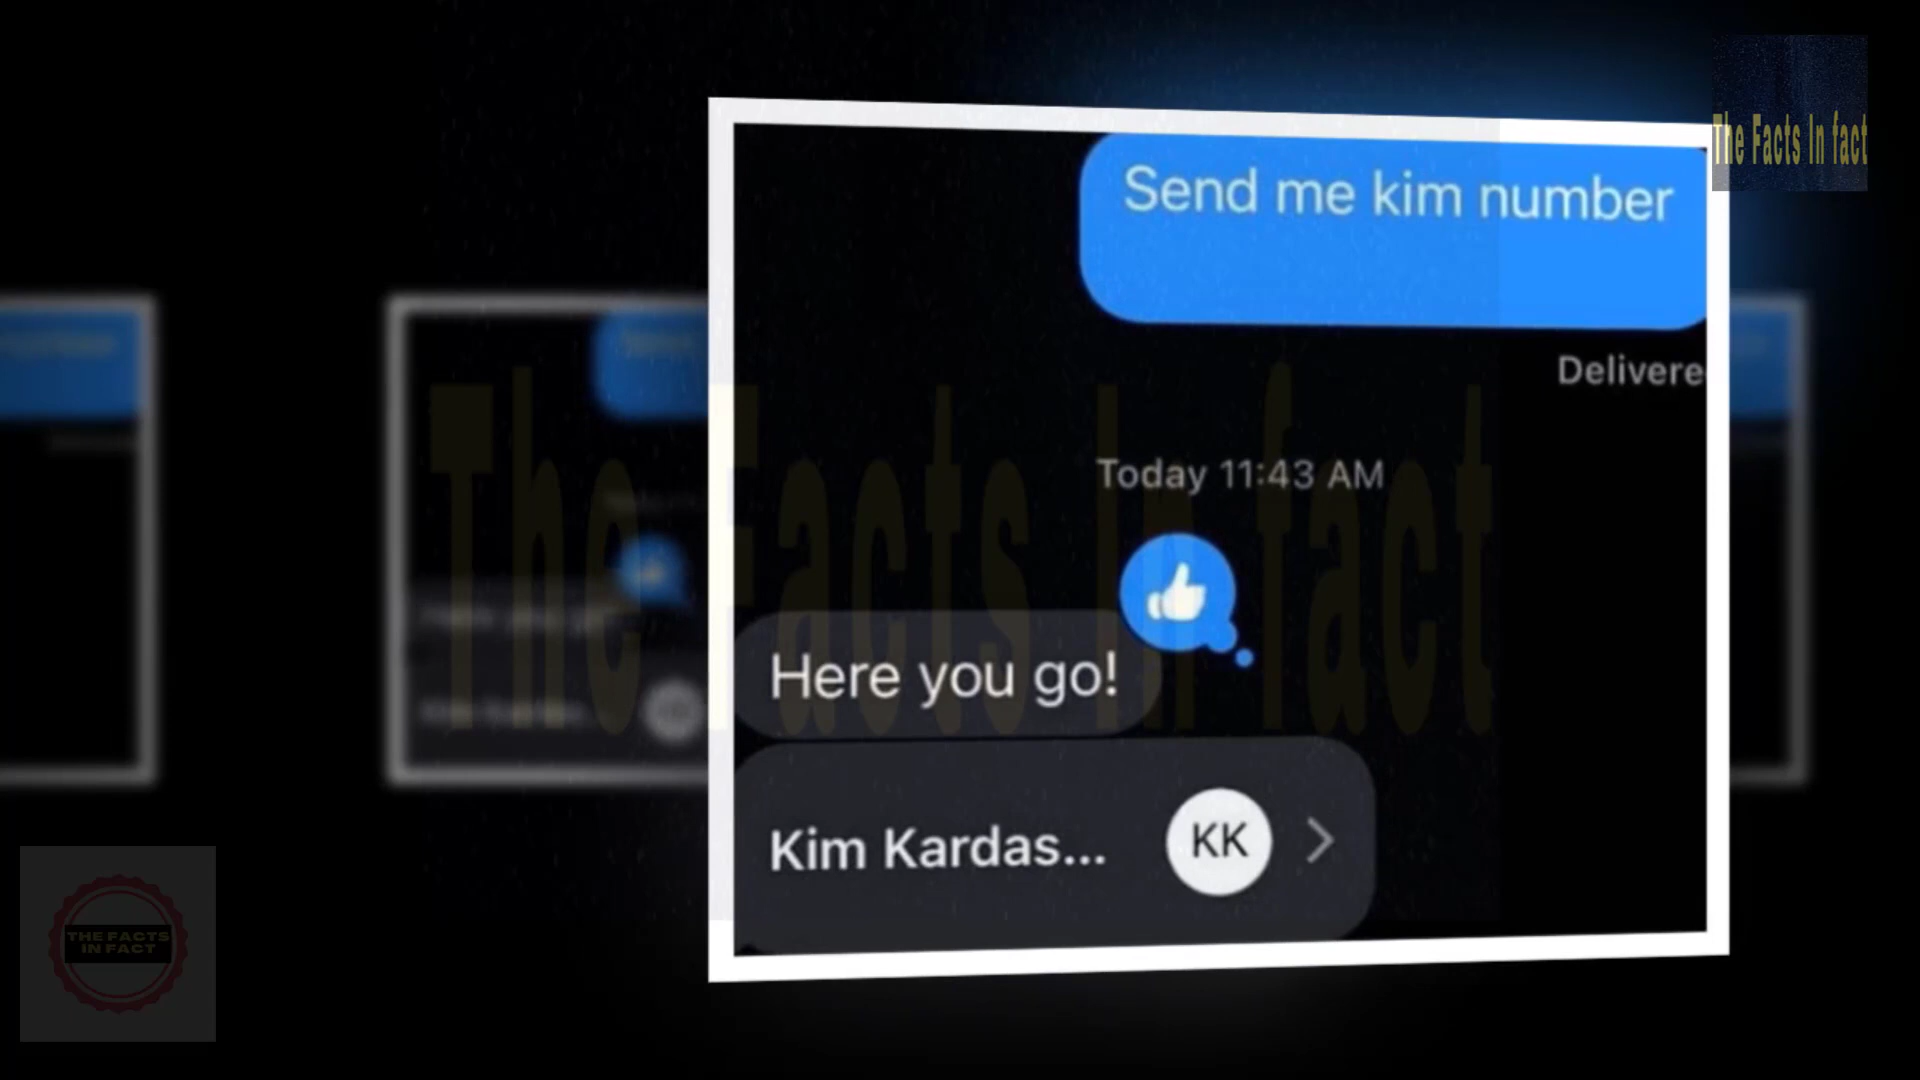 The Facts In fact
Send me kim number
Delivere
Today 11:43 AM
The Facts In fact
Here you go!
Kim Kardas...
KK
THE FACTS
IN FACT